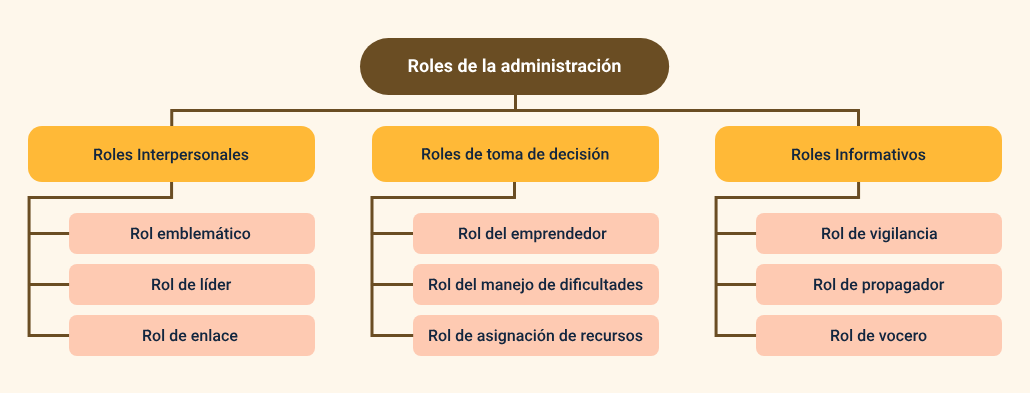 Roles de la administración
Roles Interpersonales
Rol emblemático
Rol de líder
Rol de enlace
Roles de toma de decisión
Rol del emprendedor
Rol del manejo de dificultades
Rol de asignación de recursos
Roles Informativos
Rol de vigilancia
Rol de propagador
Rol de vocero